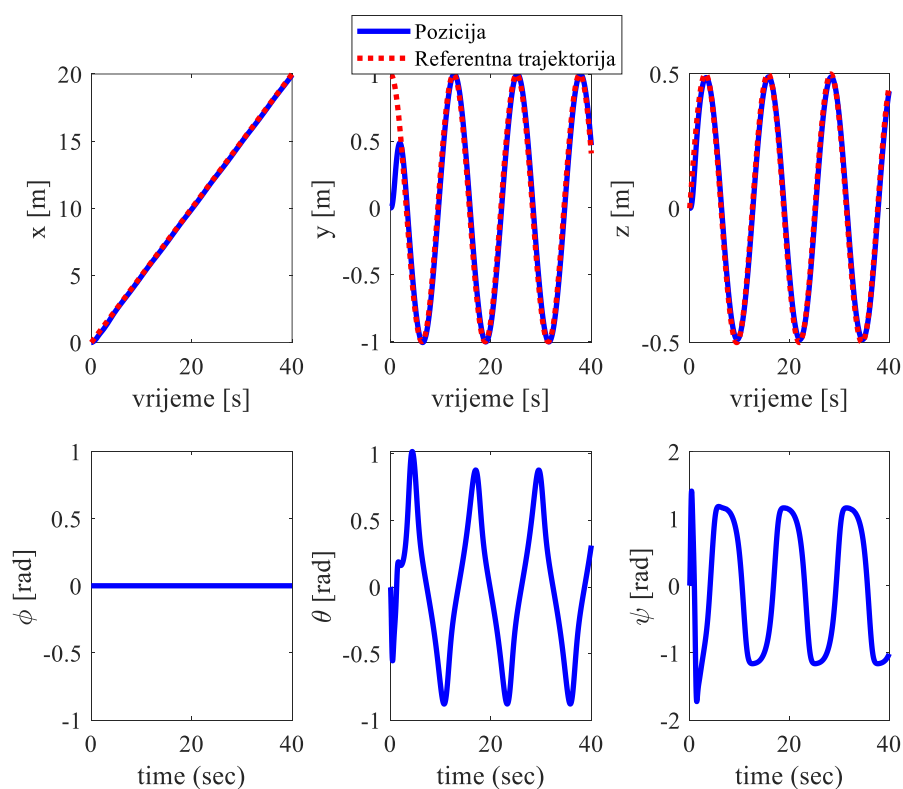 Pozicija
Referentna trajektorija
20
15
10
5
0
x [m]
0 20 40
vrijeme [s]
1
0.5
0
-0.5
-1
y [m]
0 20 40
vrijeme [s]
0.5
0
-0.5
z [m]
0 20 40
vrijeme [s]
1
0.5
0
-0.5
-1
ϕ [rad]
0 20 40
time (sec)
1
0.5
0
-0.5
-1
θ [rad]
0 20 40
time (sec)
2
1
0
-1
-2
ψ [rad]
0 20 40
time (sec)